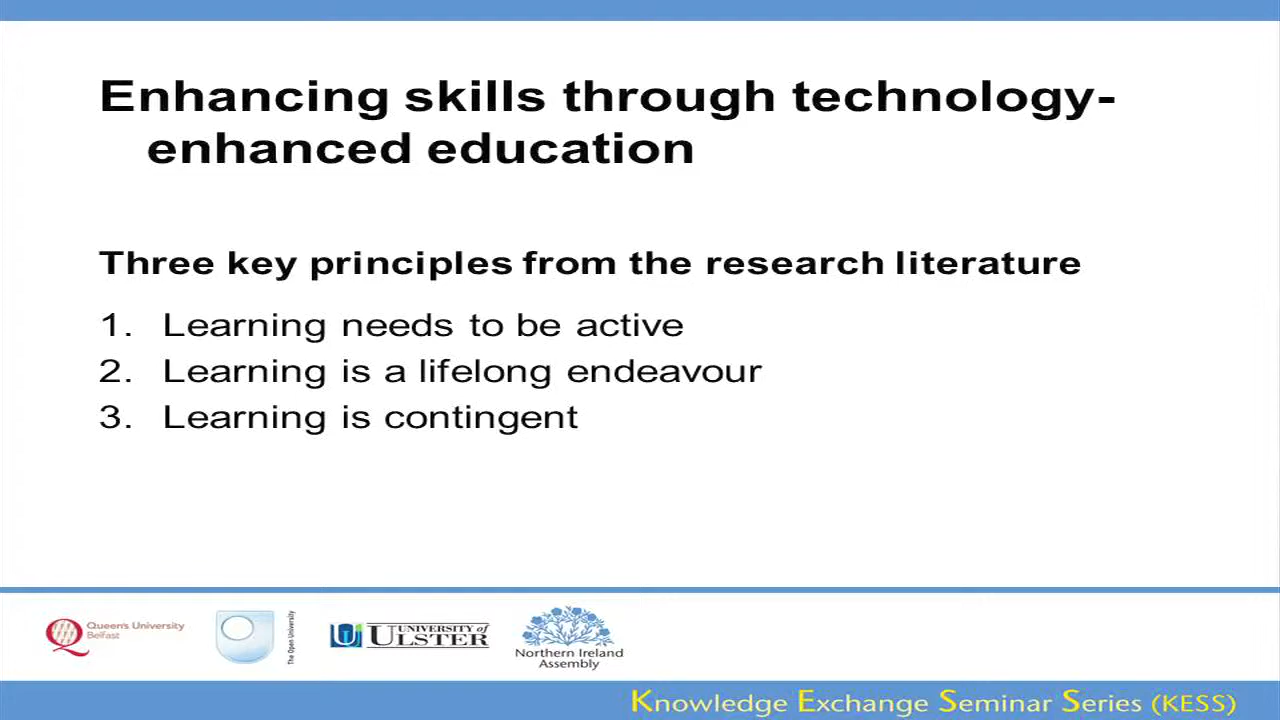 Enhancing skills through technology-
enhanced education
Three key principles from the research literature
1. Learning needs to be active
2. Learning is a lifelong endeavour
3. Learning is contingent
Queen's University
Belfast
The Open University
UNIVERSITY of
ULSTER
Northern Ireland
Assembly
Knowledge Exchange Seminar Series (KESS)